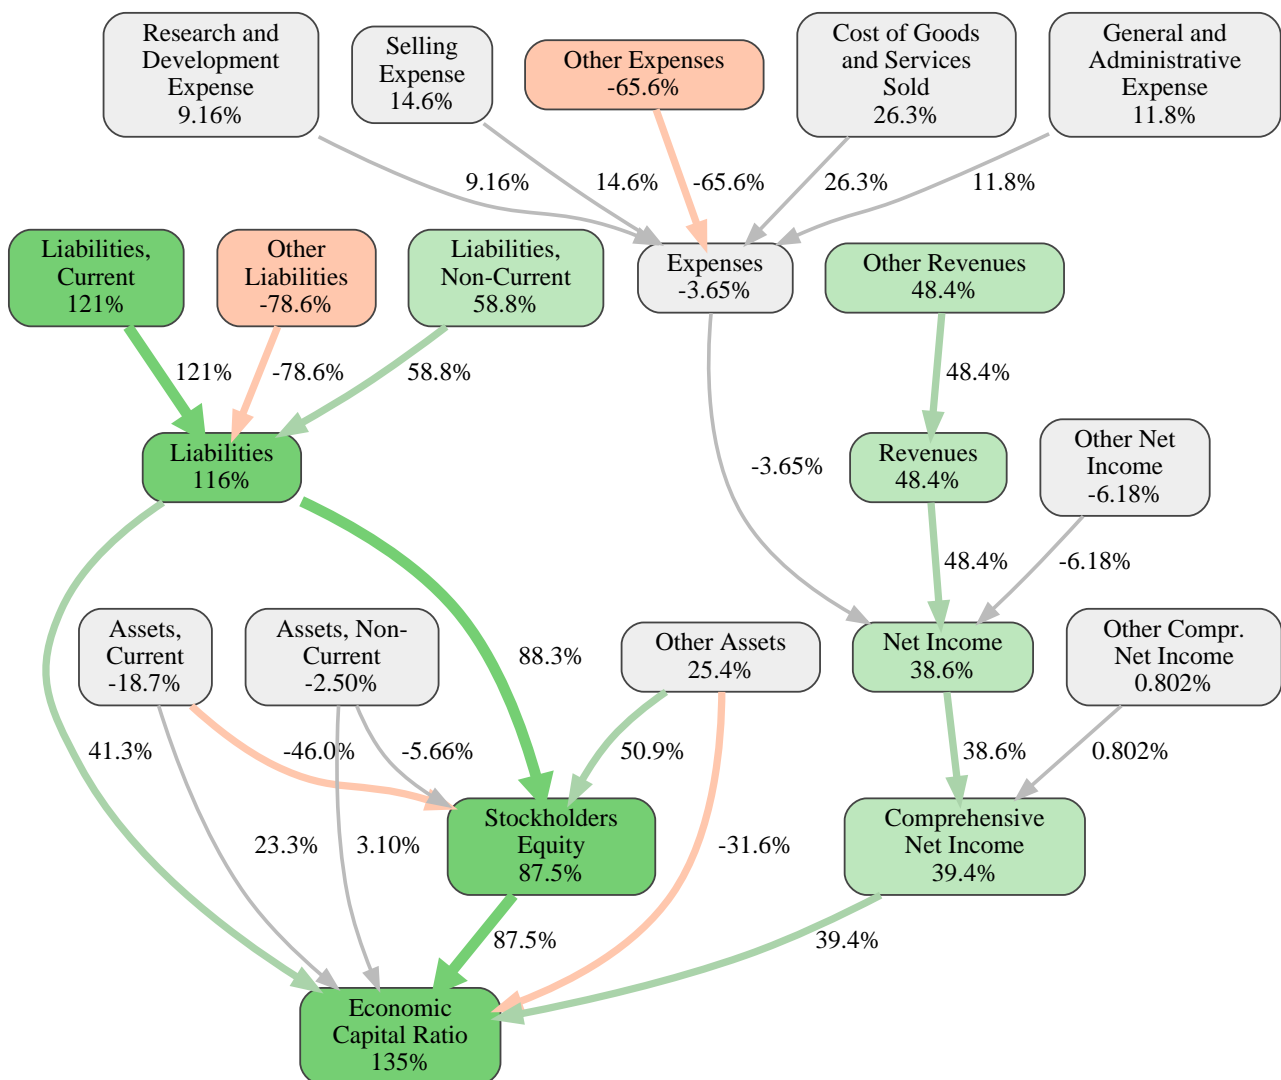 Research and
Development
Expense
9.16%
Selling
Expense
14.6%
Other Expenses
-65.6%
Cost of Goods
and Services
Sold
26.3%
General and
Administrative
Expense
11.8%
9.16%
14.6%
-65.6%
26.3%
11.8%
Liabilities,
Current
121%
Other
Liabilities
-78.6%
Liabilities,
Non-Current
58.8%
Expenses
-3.65%
Other Revenues
48.4%
121%
-78.6%
58.8%
48.4%
Liabilities
116%
-3.65%
Revenues
48.4%
Other Net
Income
-6.18%
48.4%
-6.18%
Assets,
Current
-18.7%
Assets, Non-
Current
-2.50%
88.3%
Other Assets
25.4%
Net Income
38.6%
Other Compr.
Net Income
0.802%
41.3%
-46.0%
-5.66%
50.9%
38.6%
0.802%
23.3%
3.10%
Stockholders
Equity
87.5%
-31.6%
Comprehensive
Net Income
39.4%
87.5%
39.4%
Economic
Capital Ratio
135%